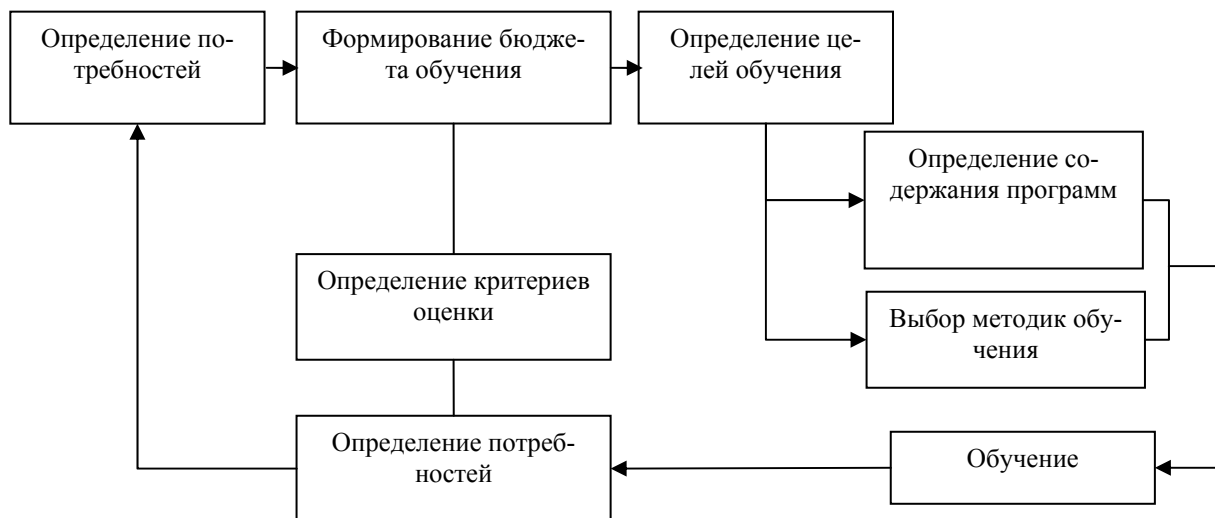 Определение по-
требностей
Формирование бюдже-
та обучения
Определение це-
лей обучения
Определение со-
держания программ
Определение критериев
оценки
Выбор методик обу-
чения
Определение потреб-
ностей
Обучение